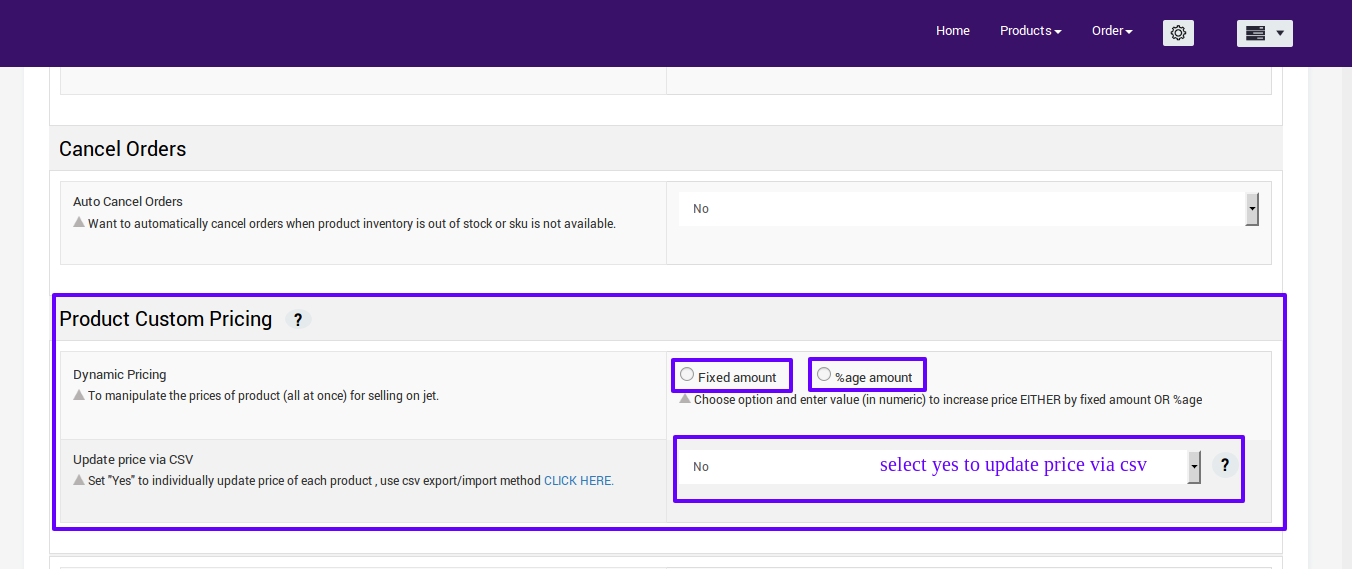 Home Products Order
Cancel Orders
Auto Cancel Orders
Want to automatically cancel orders when product inventory is out of stock or sku is not available.
No
Product Custom Pricing ?
Dynamic Pricing
To manipulate the prices of product (all at once) for selling on jet.
Fixed amount %age amount
Choose option and enter value (in numeric) to increase price EITHER by fixed amount OR %age
Update price via CSV
Set "Yes" to individually update price of each product , use csv export/import method CLICK HERE.
No select yes to update price via csv ?